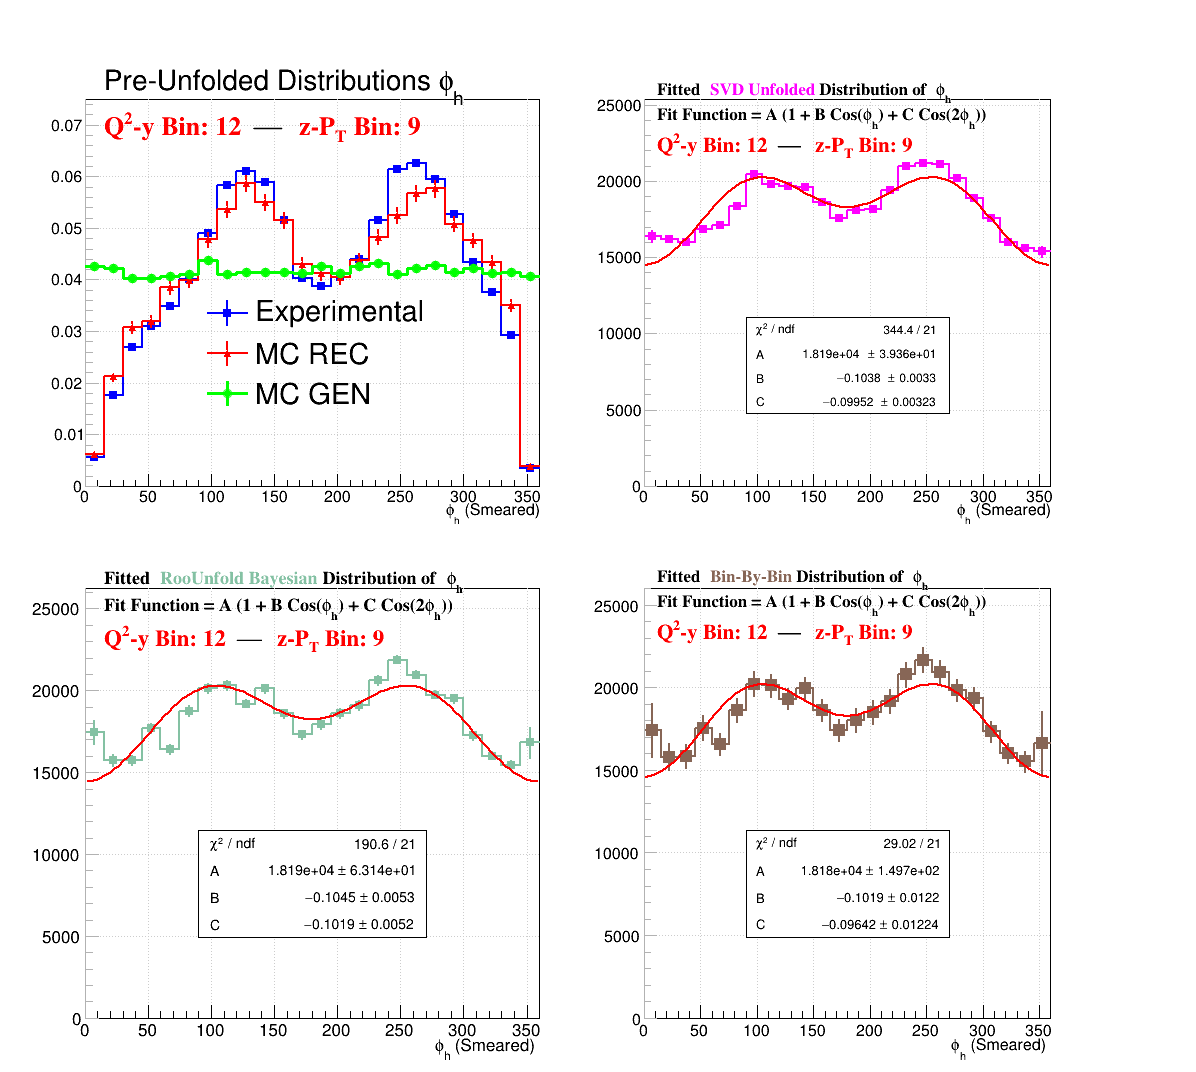 Pre-Unfolded Distributions ϕh
Q²-y Bin: 12 — z-PT Bin: 9
0.07
0.06
0.05
0.04
0.03
0.02
0.01
0
Experimental
MC REC
MC GEN
0 50 100 150 200 250 300 350
ϕh (Smeared)
Fitted SVD Unfolded Distribution of ϕh
Fit Function = A (1 + B Cos(ϕh) + C Cos(2ϕh))
Q²-y Bin: 12 — z-PT Bin: 9
25000
20000
15000
10000
5000
0
χ² / ndf 344.4 / 21
A 1.819e+04 ± 3.936e+01
B −0.1038 ± 0.0033
C −0.09952 ± 0.00323
0 50 100 150 200 250 300 350
ϕh (Smeared)
Fitted RooUnfold Bayesian Distribution of ϕh
Fit Function = A (1 + B Cos(ϕh) + C Cos(2ϕh))
Q²-y Bin: 12 — z-PT Bin: 9
25000
20000
15000
10000
5000
0
χ² / ndf 190.6 / 21
A 1.819e+04 ± 6.314e+01
B −0.1045 ± 0.0053
C −0.1019 ± 0.0052
0 50 100 150 200 250 300 350
ϕh (Smeared)
Fitted Bin-By-Bin Distribution of ϕh
Fit Function = A (1 + B Cos(ϕh) + C Cos(2ϕh))
Q²-y Bin: 12 — z-PT Bin: 9
25000
20000
15000
10000
5000
0
χ² / ndf 29.02 / 21
A 1.818e+04 ± 1.497e+02
B −0.1019 ± 0.0122
C −0.09642 ± 0.01224
0 50 100 150 200 250 300 350
ϕh (Smeared)